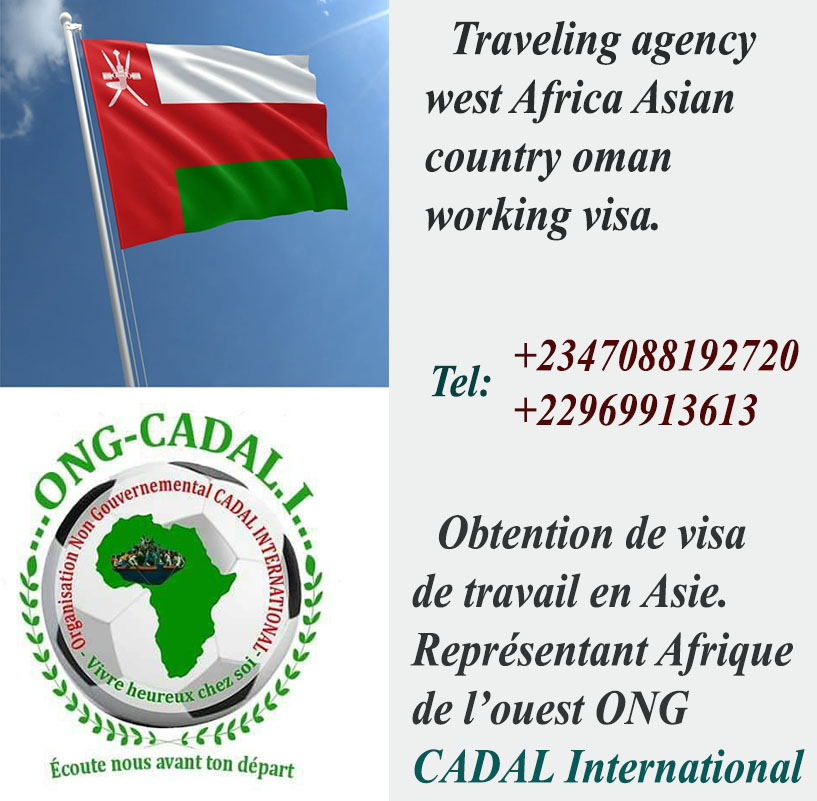 Traveling agency
west Africa Asian
country oman
working visa.
Tel:
+2347088192720
+22969913613
...ONG-CADAL.I...
Organisation Non Gouvernemental CADAL INTERNATIONAL
- Vivre heureux chez soi -
Écoute nous avant ton départ
Obtention de visa
de travail en Asie.
Représentant Afrique
de l’ouest ONG
CADAL International